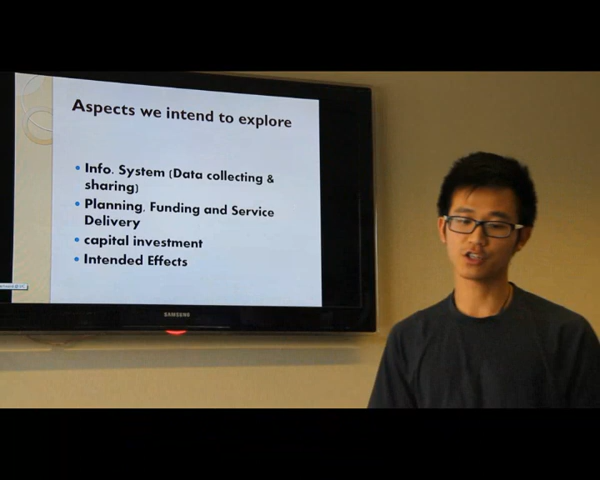 Aspects we intend to explore
Info. System (Data collecting &
sharing)
Planning, Funding and Service
Delivery
capital investment
Intended Effects
SAMSUNG